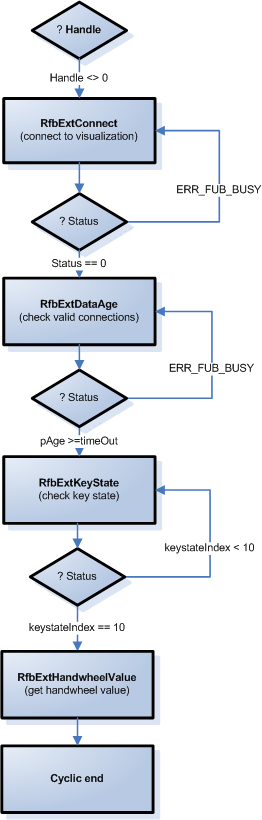 ? Handle
Handle <> 0
RfbExtConnect
(connect to visualization)
ERR_FUB_BUSY
? Status
Status == 0
RfbExtDataAge
(check valid connections)
ERR_FUB_BUSY
? Status
pAge >=timeOut
RfbExtKeyState
(check key state)
keystateIndex < 10
? Status
keystateIndex == 10
RfbExtHandwheelValue
(get handwheel value)
Cyclic end